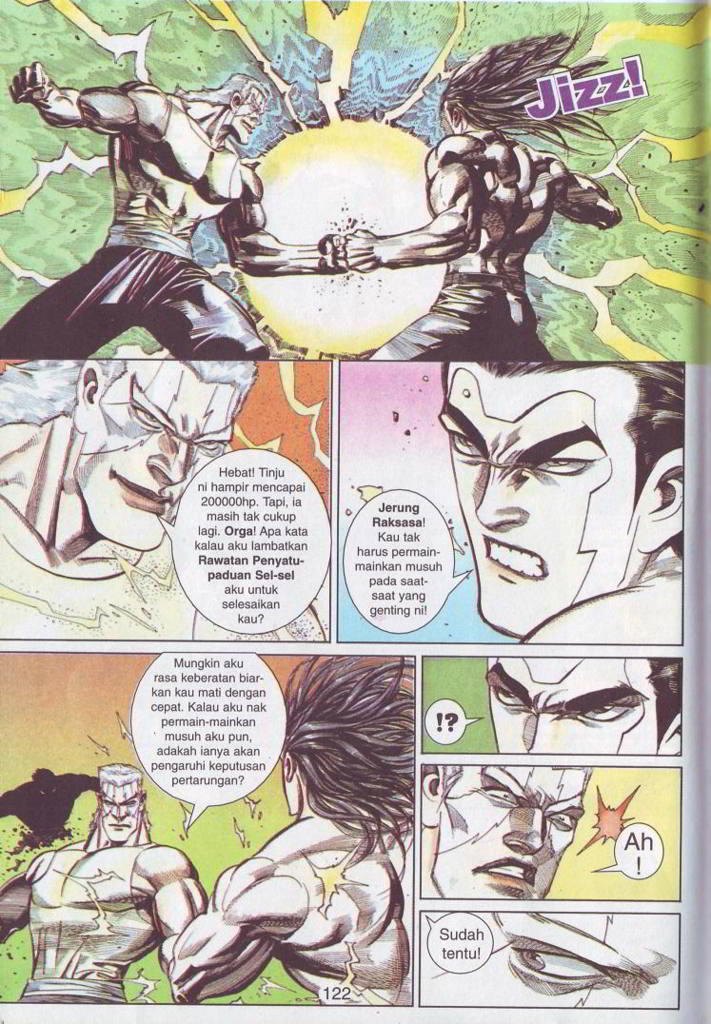 Jizz!
Hebat! Tinju
ni hampir mencapai
200000hp. Tapi, ia
masih tak cukup
lagi. Orga! Apa kata
kalau aku lambatkan
Rawatan Penyatu-
paduan Sel-sel
aku untuk
selesaikan
kau?
Jerung
Raksasa!
Kau tak
harus permain-
mainkan musuh
pada saat-
saat yang
genting ni!
Mungkin aku
rasa keberatan biar-
kan kau mati dengan
cepat. Kalau aku nak
permain-mainkan
musuh aku pun,
adakah ianya akan
pengaruhi keputusan
pertarungan?
!?
Ah
!
Sudah
tentu!
122